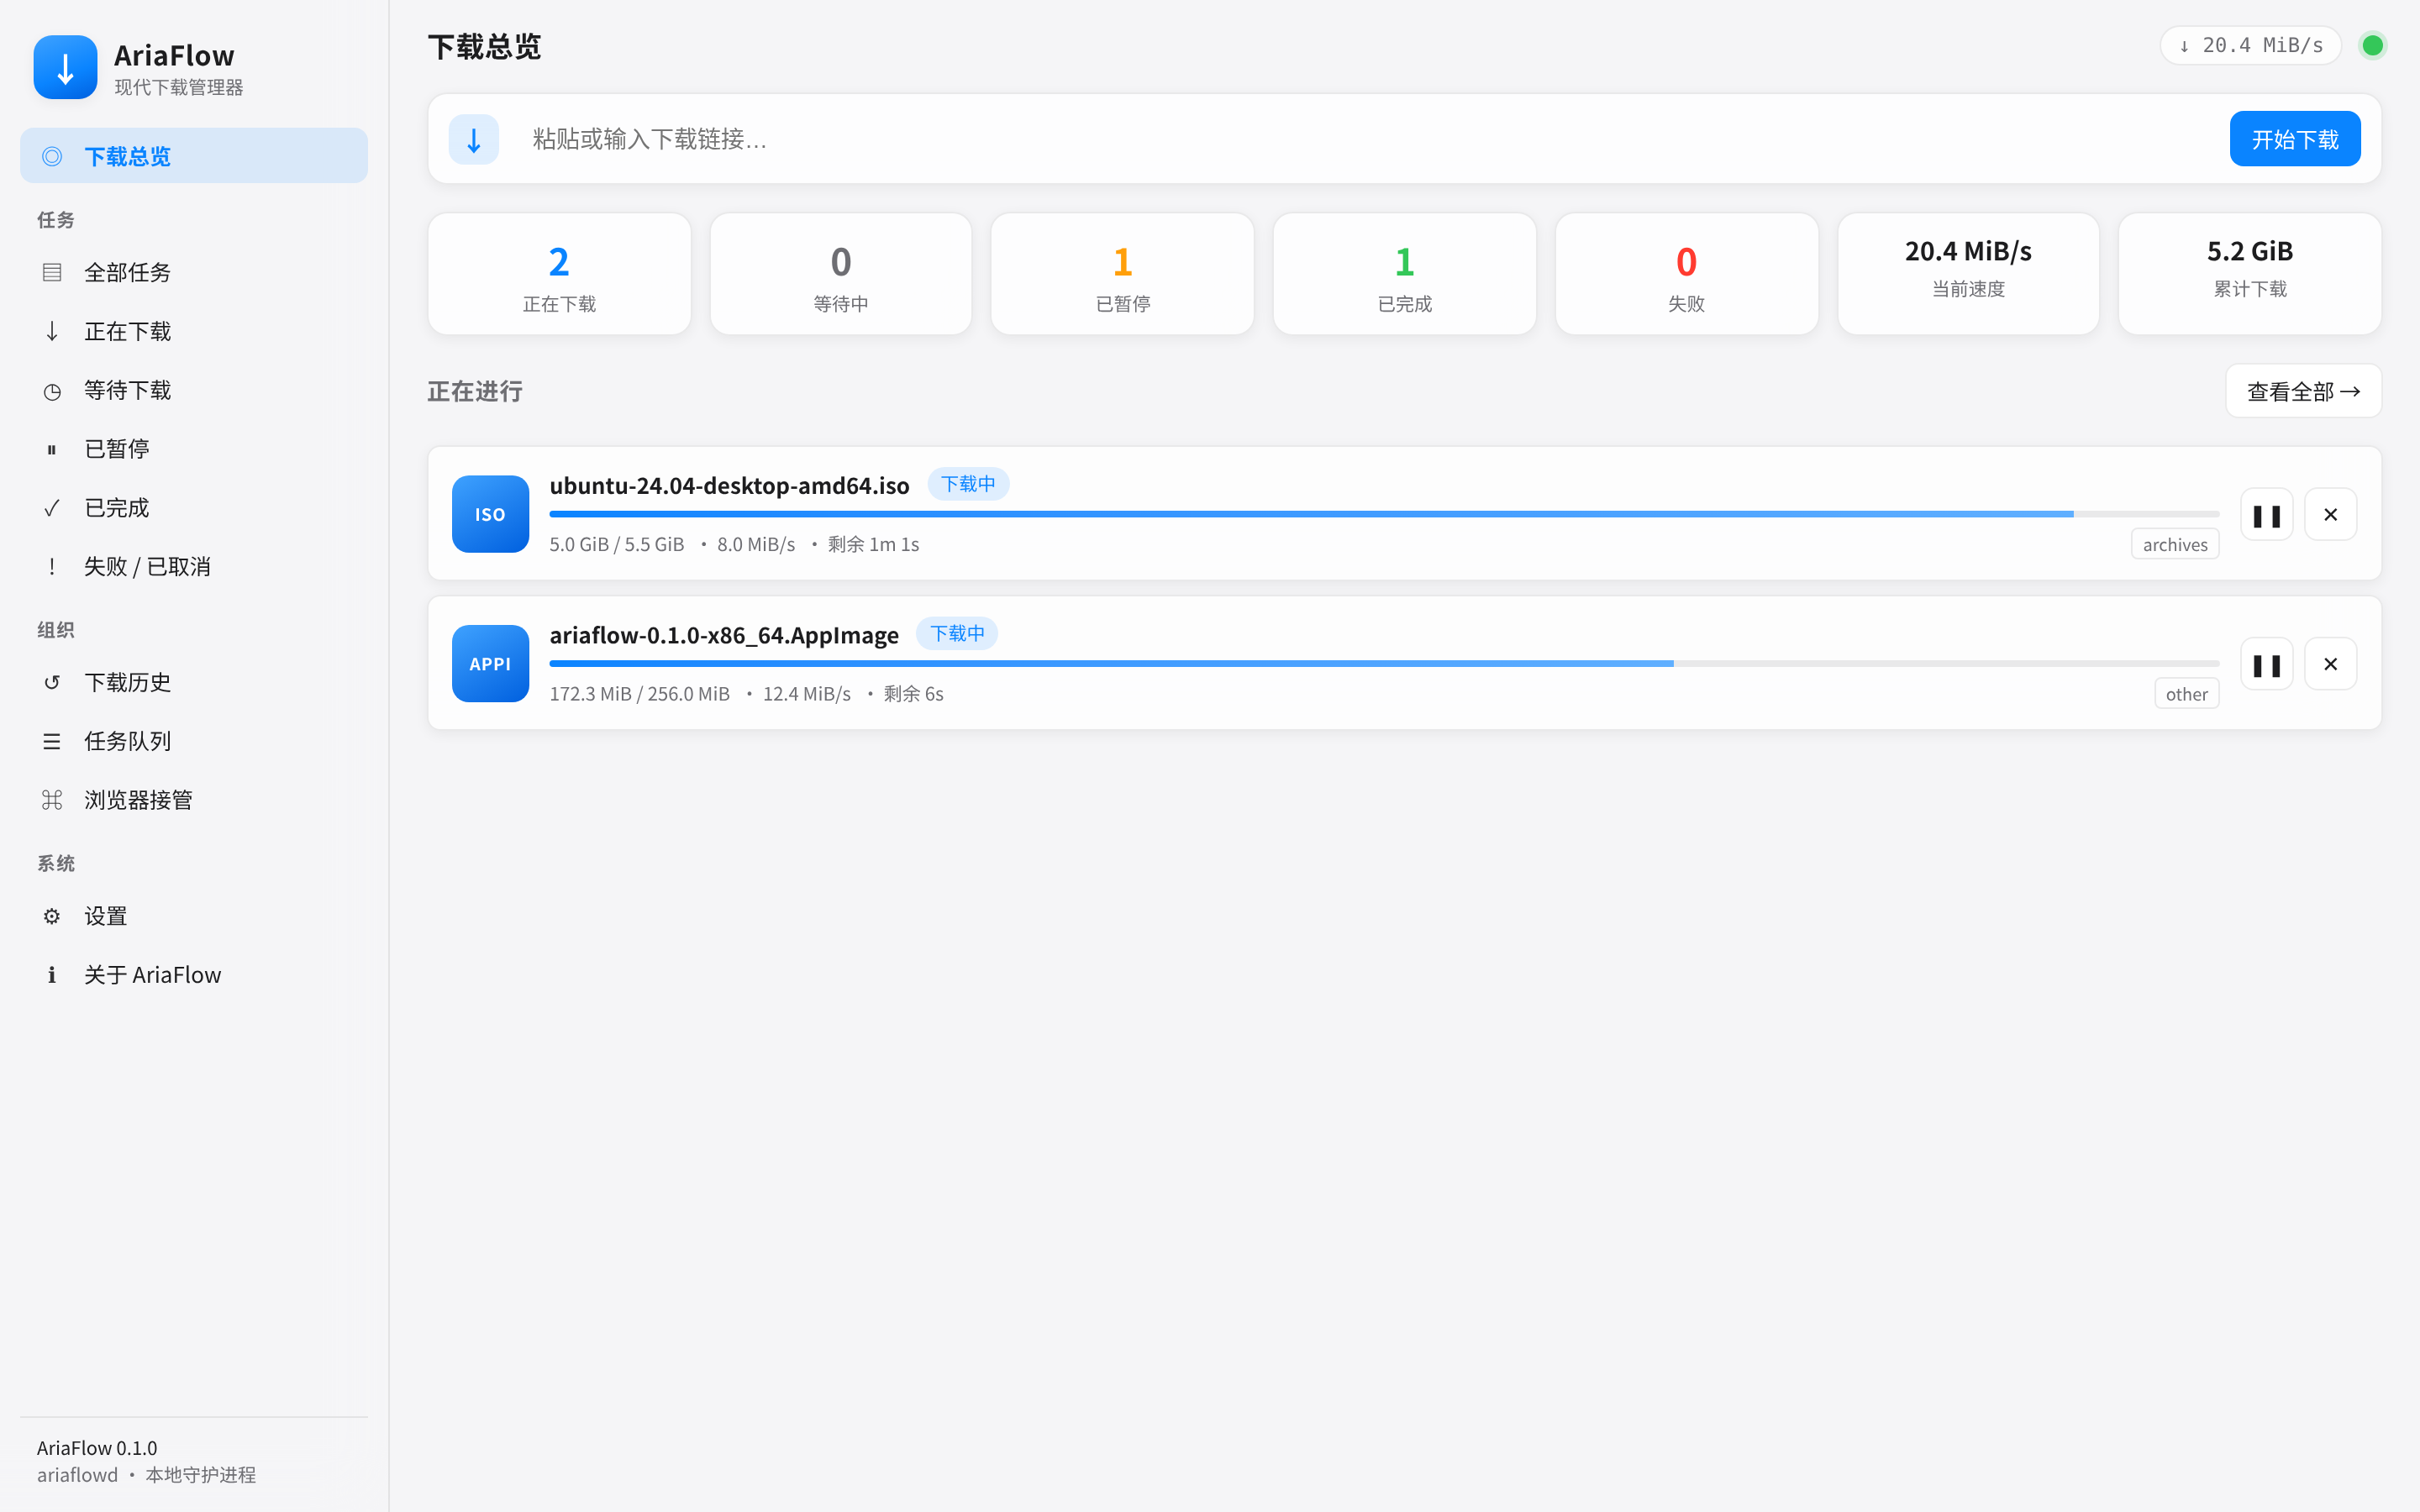 AriaFlow
现代下载管理器
下载总览
任务
全部任务
正在下载
等待下载
已暂停
已完成
失败 / 已取消
组织
下载历史
任务队列
浏览器接管
系统
设置
关于 AriaFlow
AriaFlow 0.1.0
ariaflowd • 本地守护进程
下载总览
↓ 20.4 MiB/s
粘贴或输入下载链接…
开始下载
2
正在下载
0
等待中
1
已暂停
1
已完成
0
失败
20.4 MiB/s
当前速度
5.2 GiB
累计下载
正在进行
查看全部 →
ISO
ubuntu-24.04-desktop-amd64.iso
下载中
5.0 GiB / 5.5 GiB • 8.0 MiB/s • 剩余 1m 1s
archives
APPI
ariaflow-0.1.0-x86_64.AppImage
下载中
172.3 MiB / 256.0 MiB • 12.4 MiB/s • 剩余 6s
other